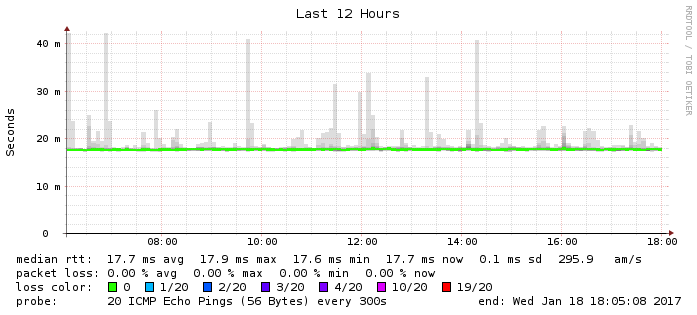 Last 12 Hours
RRDTOOL / TOBI OETIKER
Seconds
40 m
30 m
20 m
10 m
0
08:00 10:00 12:00 14:00 16:00 18:00
median rtt: 17.7 ms avg 17.9 ms max 17.6 ms min 17.7 ms now 0.1 ms sd 295.9 am/s
packet loss: 0.00 % avg 0.00 % max 0.00 % min 0.00 % now
loss color: 0 1/20 2/20 3/20 4/20 10/20 19/20
probe: 20 ICMP Echo Pings (56 Bytes) every 300s end: Wed Jan 18 18:05:08 2017